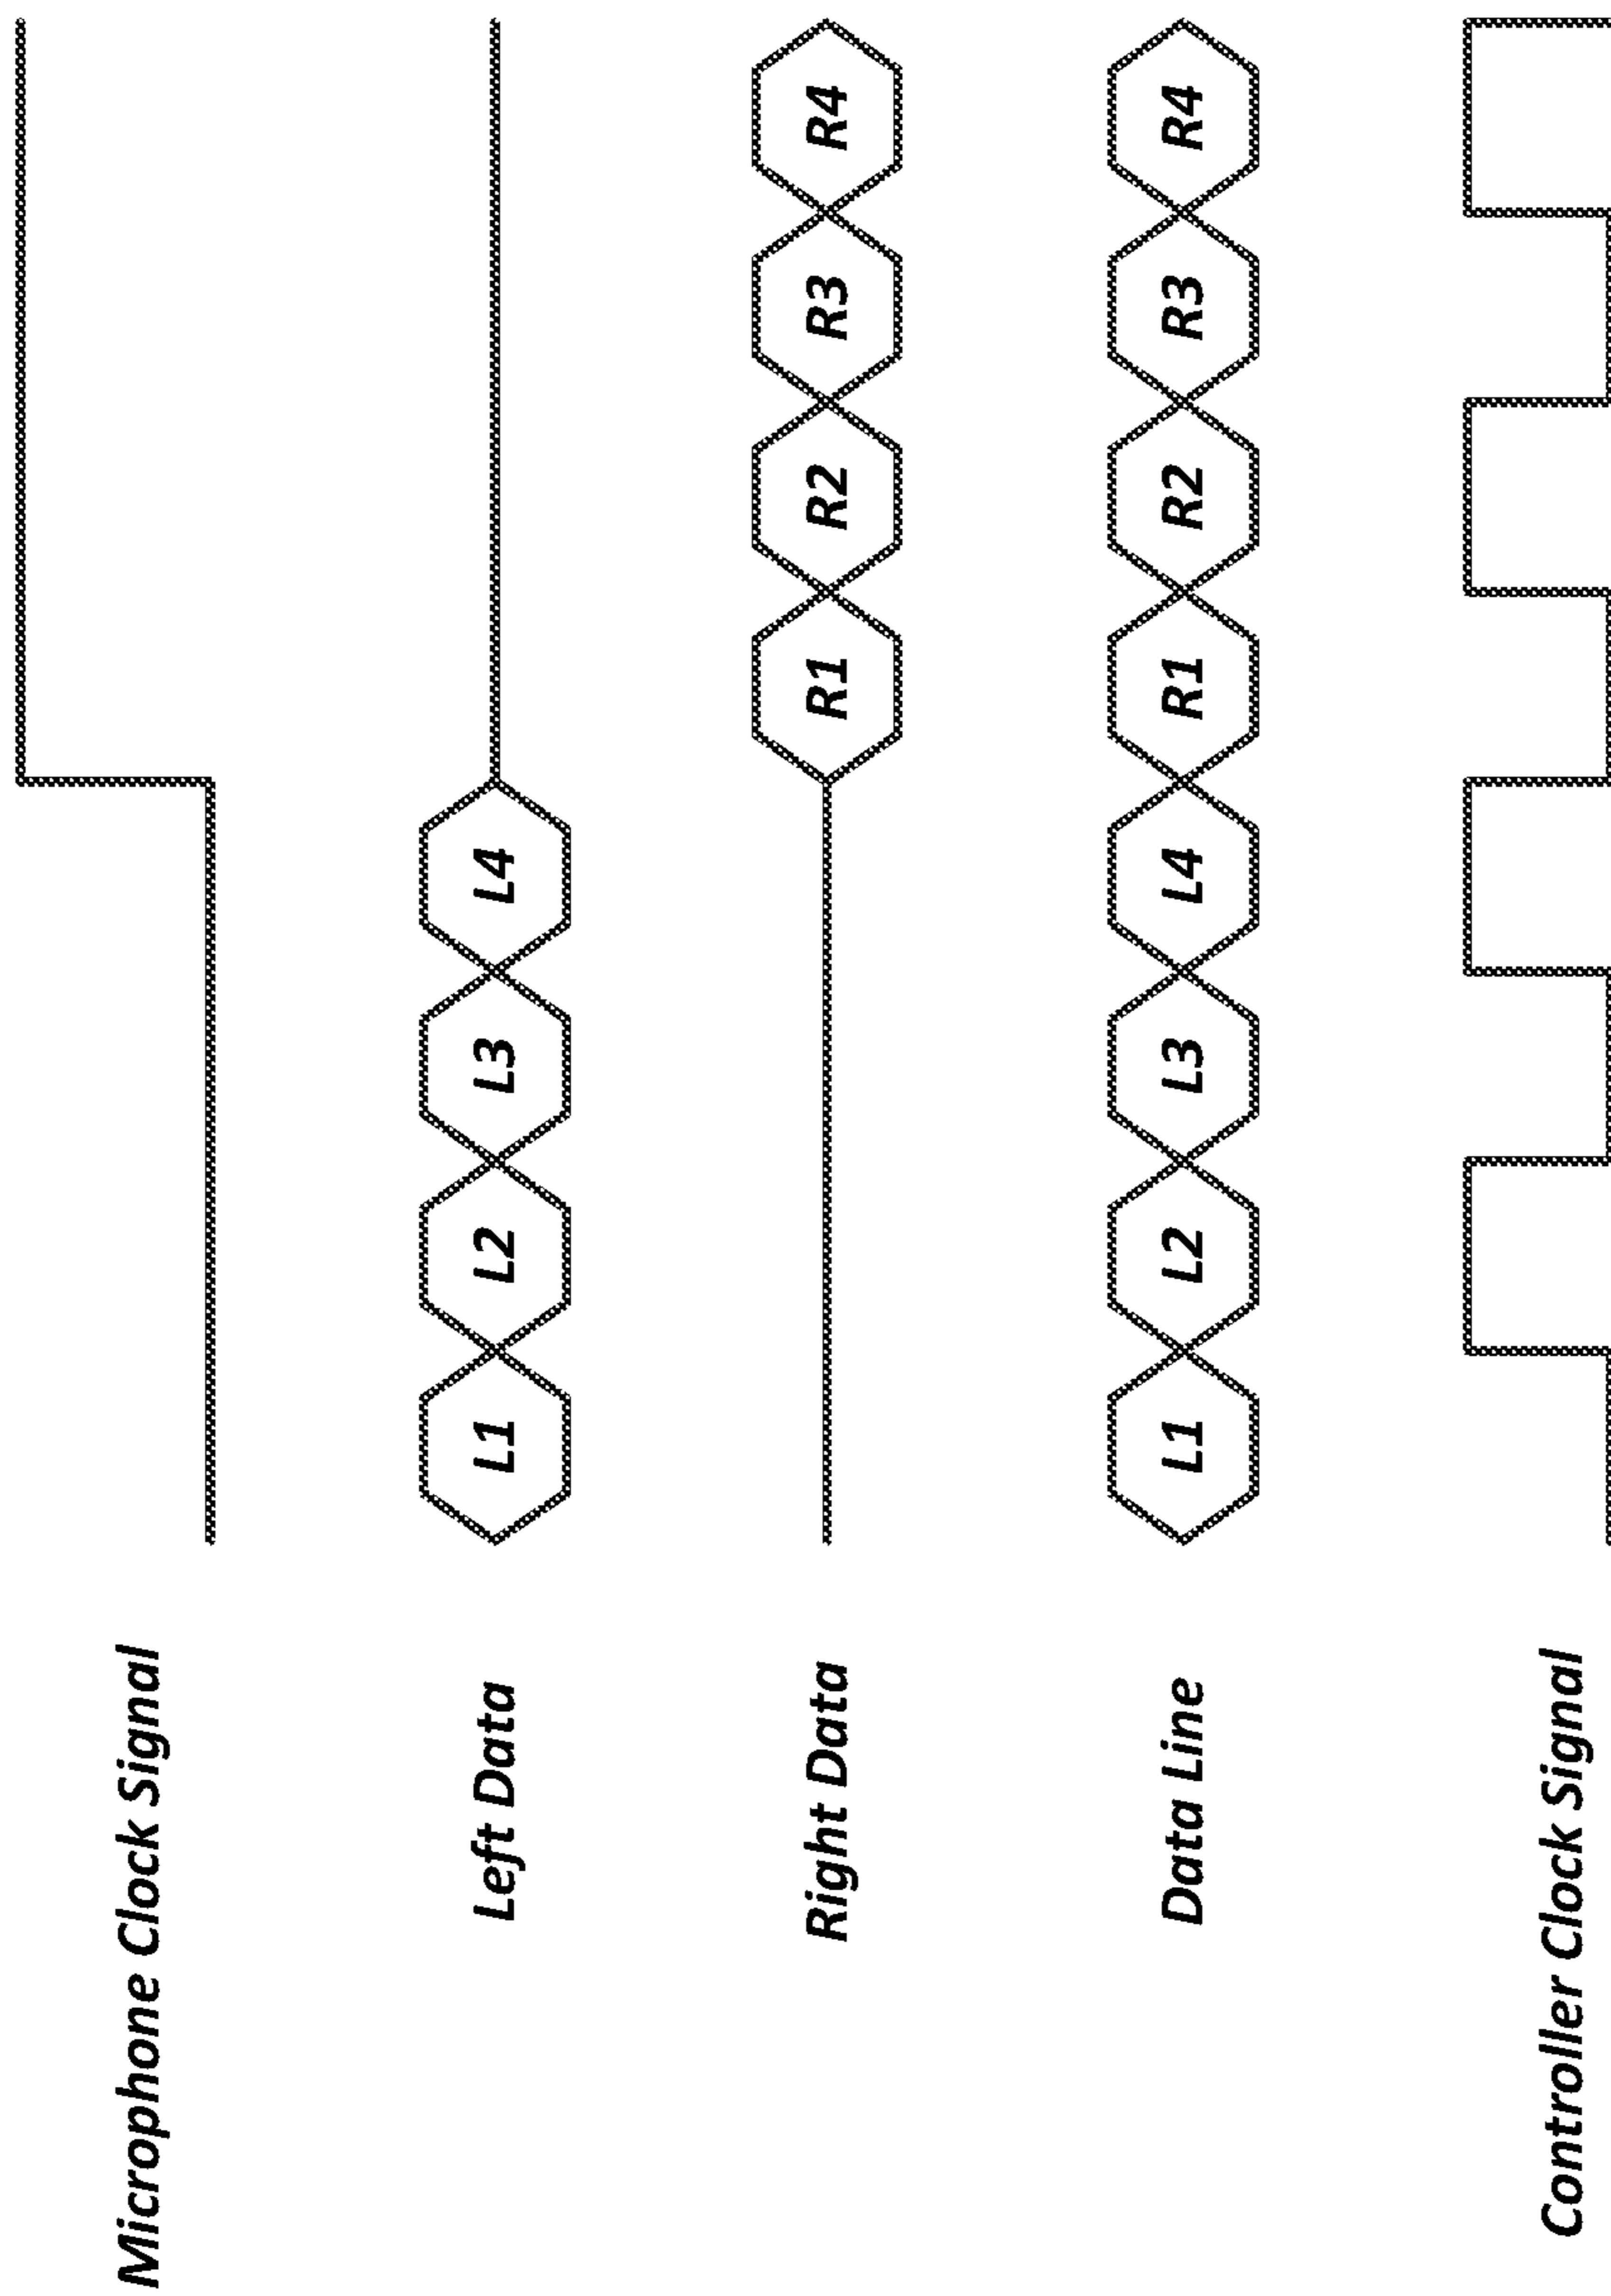 Microphone Clock Signal
Left Data
L1 L2 L3 L4
Right Data
R1 R2 R3 R4
Data Line
L1 L2 L3 L4 R1 R2 R3 R4
Controller Clock Signal